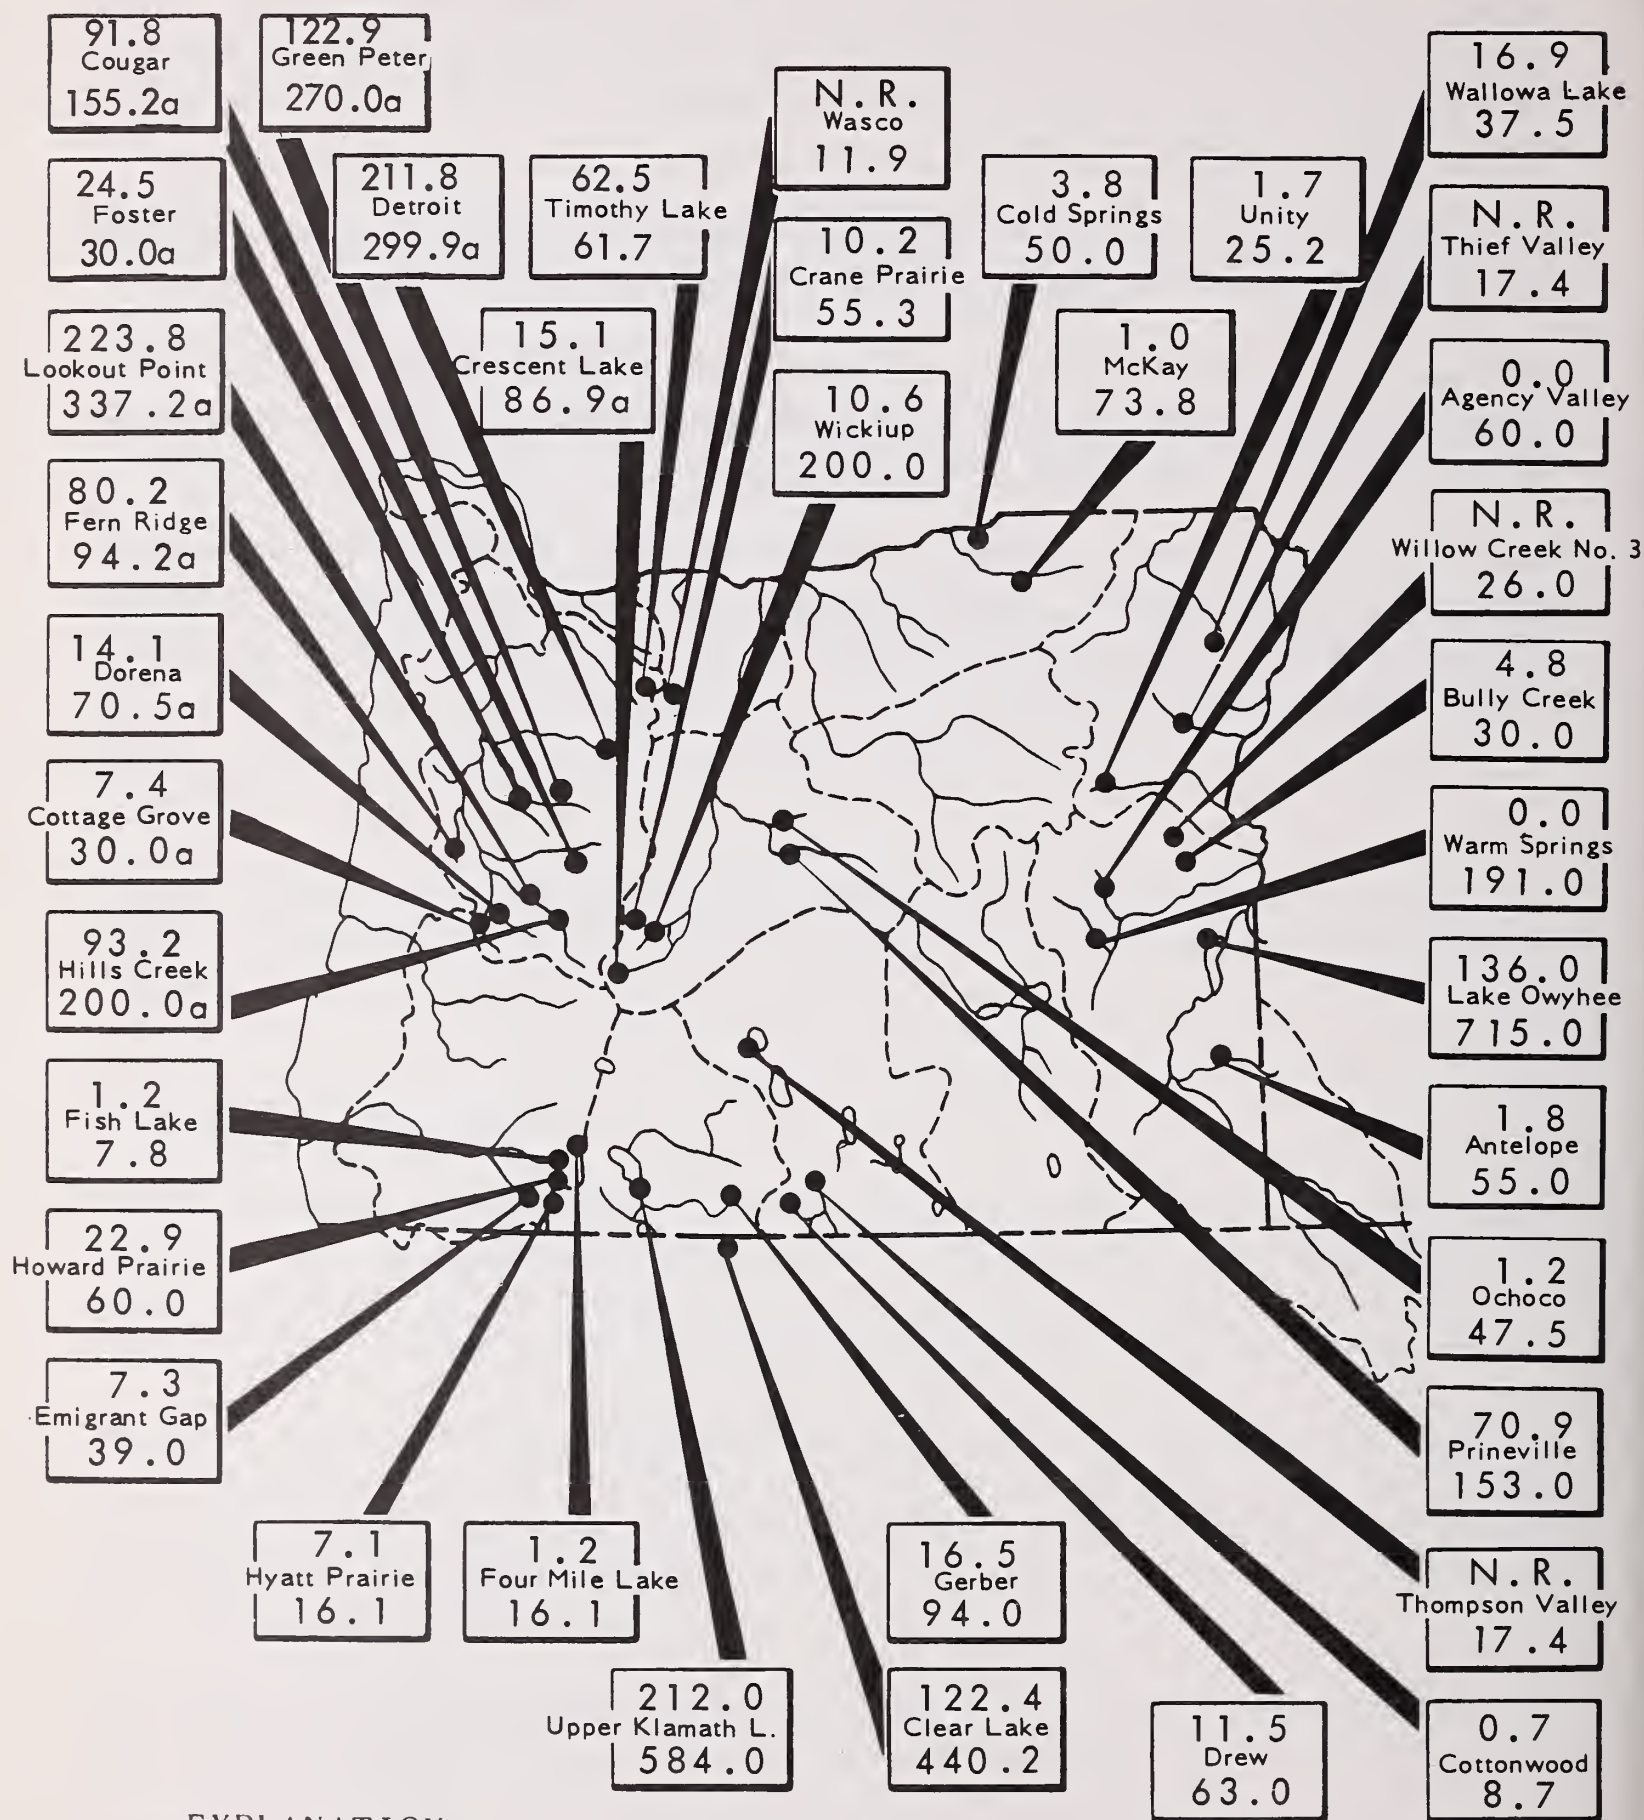 91.8
Cougar
155.2a
122.9
Green Peter
270.0a
24.5
Foster
30.0a
211.8
Detroit
299.9a
62.5
Timothy Lake
61.7
N.R.
Wasco
11.9
10.2
Crane Prairie
55.3
3.8
Cold Springs
50.0
1.7
Unity
25.2
16.9
Wallowa Lake
37.5
N.R.
Thief Valley
17.4
223.8
Lookout Point
337.2a
15.1
Crescent Lake
86.9a
10.6
Wickiup
200.0
1.0
McKay
73.8
0.0
Agency Valley
60.0
80.2
Fern Ridge
94.2a
N.R.
Willow Creek No. 3
26.0
14.1
Dorena
70.5a
4.8
Bully Creek
30.0
7.4
Cottage Grove
30.0a
0.0
Warm Springs
191.0
93.2
Hills Creek
200.0a
136.0
Lake Owyhee
715.0
1.2
Fish Lake
7.8
1.8
Antelope
55.0
22.9
Howard Prairie
60.0
1.2
Ochoco
47.5
7.3
Emigrant Gap
39.0
70.9
Prineville
153.0
7.1
Hyatt Prairie
16.1
1.2
Four Mile Lake
16.1
16.5
Gerber
94.0
N.R.
Thompson Valley
17.4
212.0
Upper Klamath L.
584.0
122.4
Clear Lake
440.2
11.5
Drew
63.0
0.7
Cottonwood
8.7
EXPLANATION